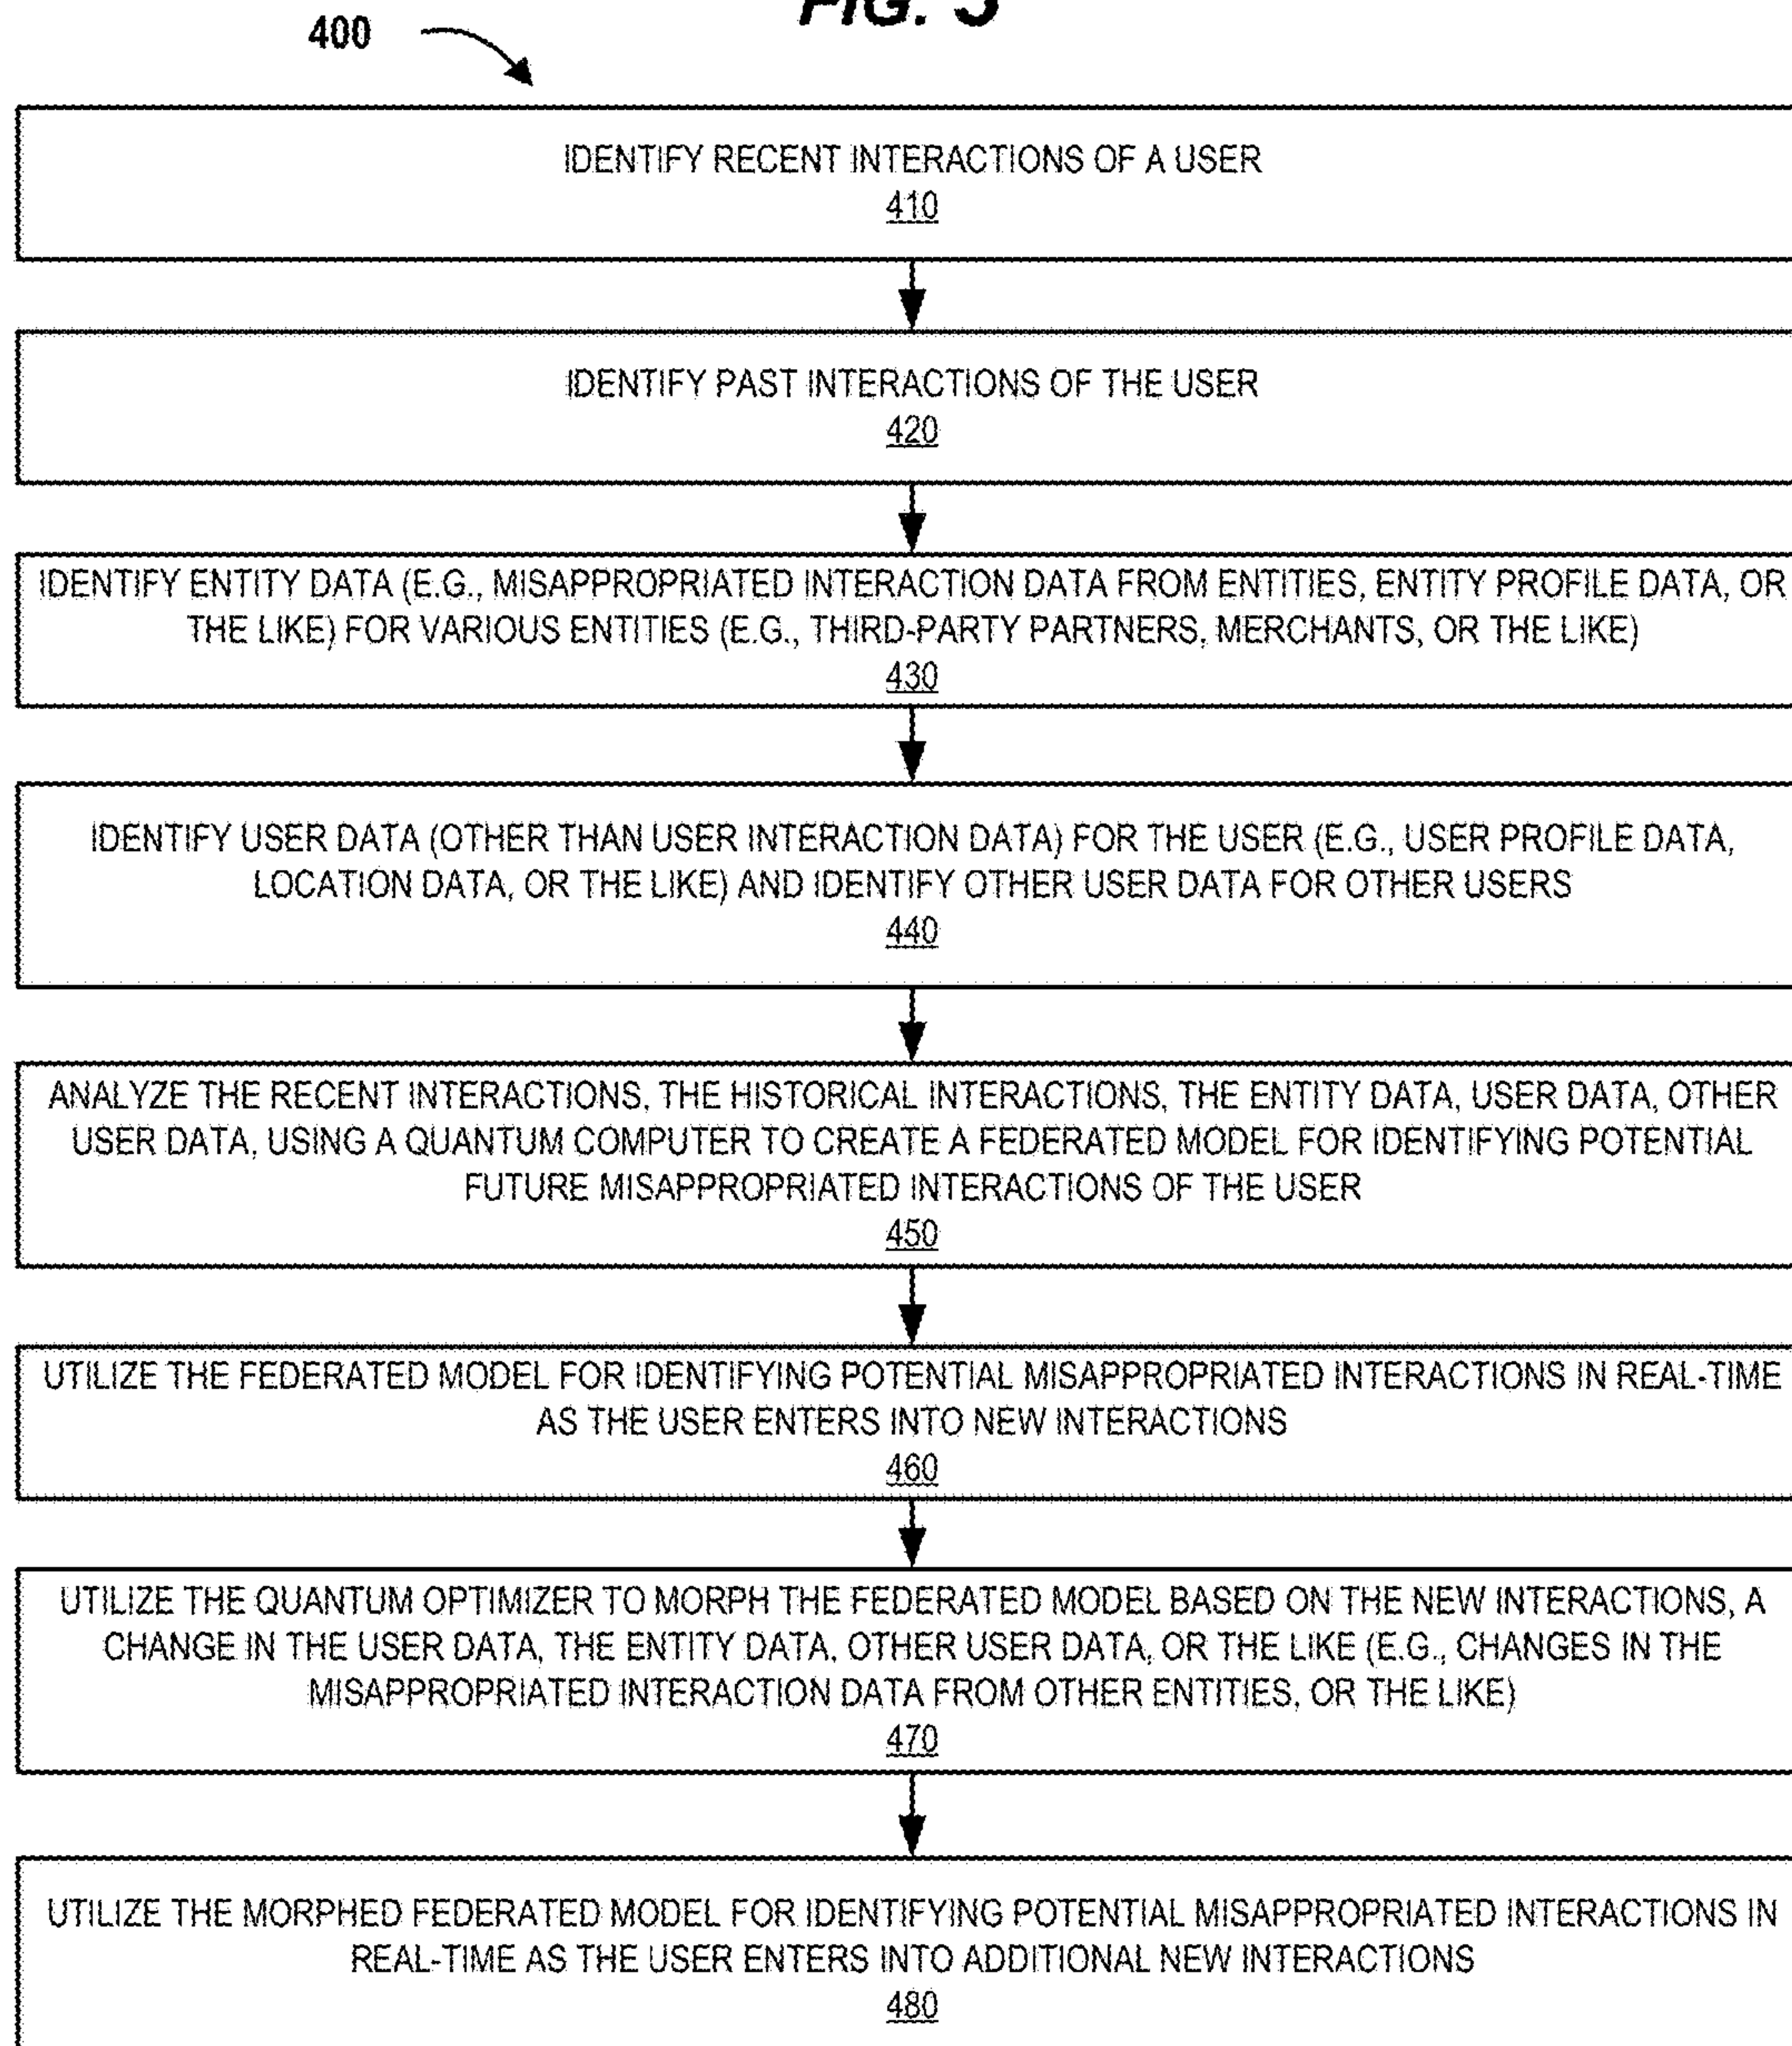 FIG. 3
400
IDENTIFY RECENT INTERACTIONS OF A USER
410
IDENTIFY PAST INTERACTIONS OF THE USER
420
IDENTIFY ENTITY DATA (E.G., MISAPPROPRIATED INTERACTION DATA FROM ENTITIES, ENTITY PROFILE DATA, OR
THE LIKE) FOR VARIOUS ENTITIES (E.G., THIRD-PARTY PARTNERS, MERCHANTS, OR THE LIKE)
430
IDENTIFY USER DATA (OTHER THAN USER INTERACTION DATA) FOR THE USER (E.G., USER PROFILE DATA,
LOCATION DATA, OR THE LIKE) AND IDENTIFY OTHER USER DATA FOR OTHER USERS
440
ANALYZE THE RECENT INTERACTIONS, THE HISTORICAL INTERACTIONS, THE ENTITY DATA, USER DATA, OTHER
USER DATA, USING A QUANTUM COMPUTER TO CREATE A FEDERATED MODEL FOR IDENTIFYING POTENTIAL
FUTURE MISAPPROPRIATED INTERACTIONS OF THE USER
450
UTILIZE THE FEDERATED MODEL FOR IDENTIFYING POTENTIAL MISAPPROPRIATED INTERACTIONS IN REAL-TIME
AS THE USER ENTERS INTO NEW INTERACTIONS
460
UTILIZE THE QUANTUM OPTIMIZER TO MORPH THE FEDERATED MODEL BASED ON THE NEW INTERACTIONS, A
CHANGE IN THE USER DATA, THE ENTITY DATA, OTHER USER DATA, OR THE LIKE (E.G., CHANGES IN THE
MISAPPROPRIATED INTERACTION DATA FROM OTHER ENTITIES, OR THE LIKE)
470
UTILIZE THE MORPHED FEDERATED MODEL FOR IDENTIFYING POTENTIAL MISAPPROPRIATED INTERACTIONS IN
REAL-TIME AS THE USER ENTERS INTO ADDITIONAL NEW INTERACTIONS
480